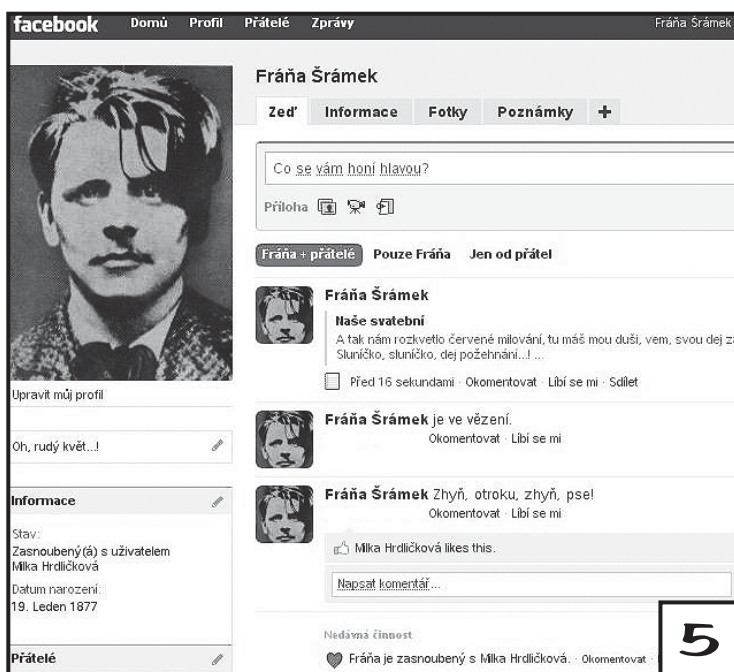 facebook Domů Profil Přátelé Zprávy Fráňa Šrámek
Fráňa Šrámek
Zeď Informace Fotky Poznámky +
Co se vám honí hlavou?
Příloha
Fráňa + přátelé Pouze Fráňa Jen od přátel
Fráňa Šrámek
Naše svatební
A tak nám rozkvetlo červené milování, tu máš mou duši, vem, svou dej
Sluníčko, sluníčko, dej požehnání...! ...
Před 16 sekundami · Okomentovat · Líbí se mi · Sdílet
Upravit můj profil
Oh, rudý květ...!
Informace
Stav:
Zasnoubený(á) s uživatelem
Milka Hrdličková
Datum narození:
19. Leden 1877
Přátelé
Fráňa Šrámek je ve vězení.
Okomentovat · Líbí se mi
Fráňa Šrámek Zhyň, otroku, zhyň, pse!
Okomentovat · Líbí se mi
Milka Hrdličková likes this.
Napsat komentář...
Nedávná činnost
Fráňa je zasnoubený s Milka Hrdličková. · Okomentovat ·
5